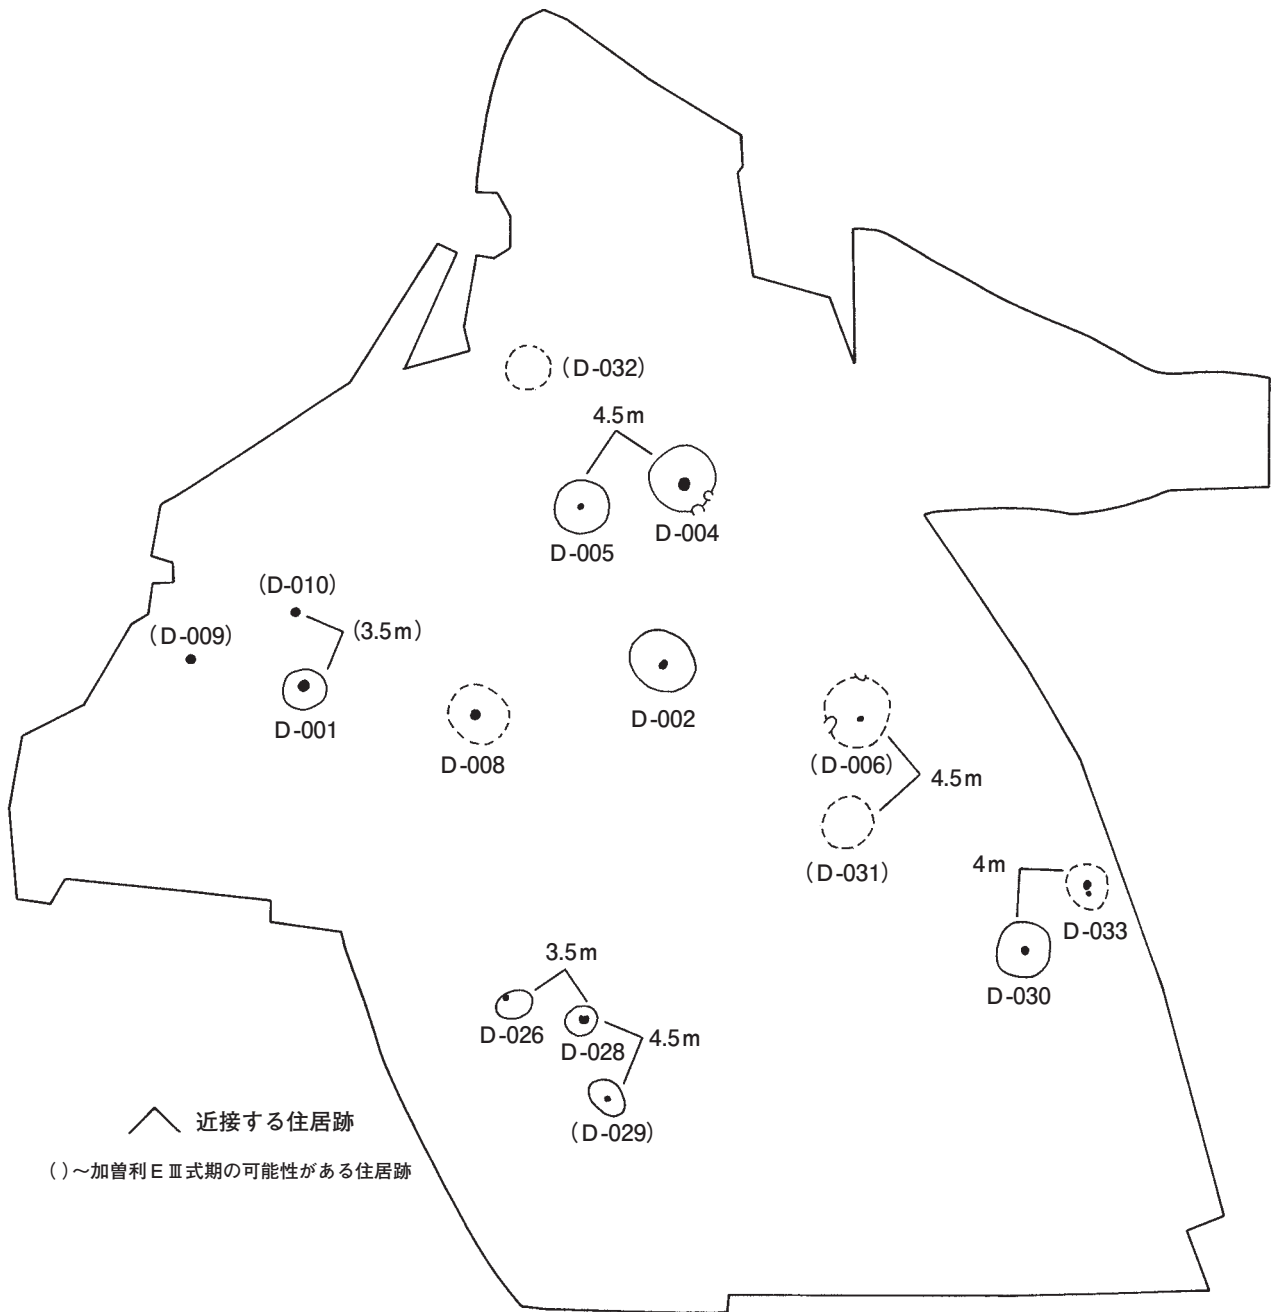 (D-032)
4.5m
D-005
D-004
(D-010)
(D-009)
(3.5m)
D-001
D-008
D-002
(D-006)
4.5m
(D-031)
4m
D-033
D-030
3.5m
D-026
D-028
4.5m
(D-029)
近接する住居跡
( )～加曽利EⅢ式期の可能性がある住居跡